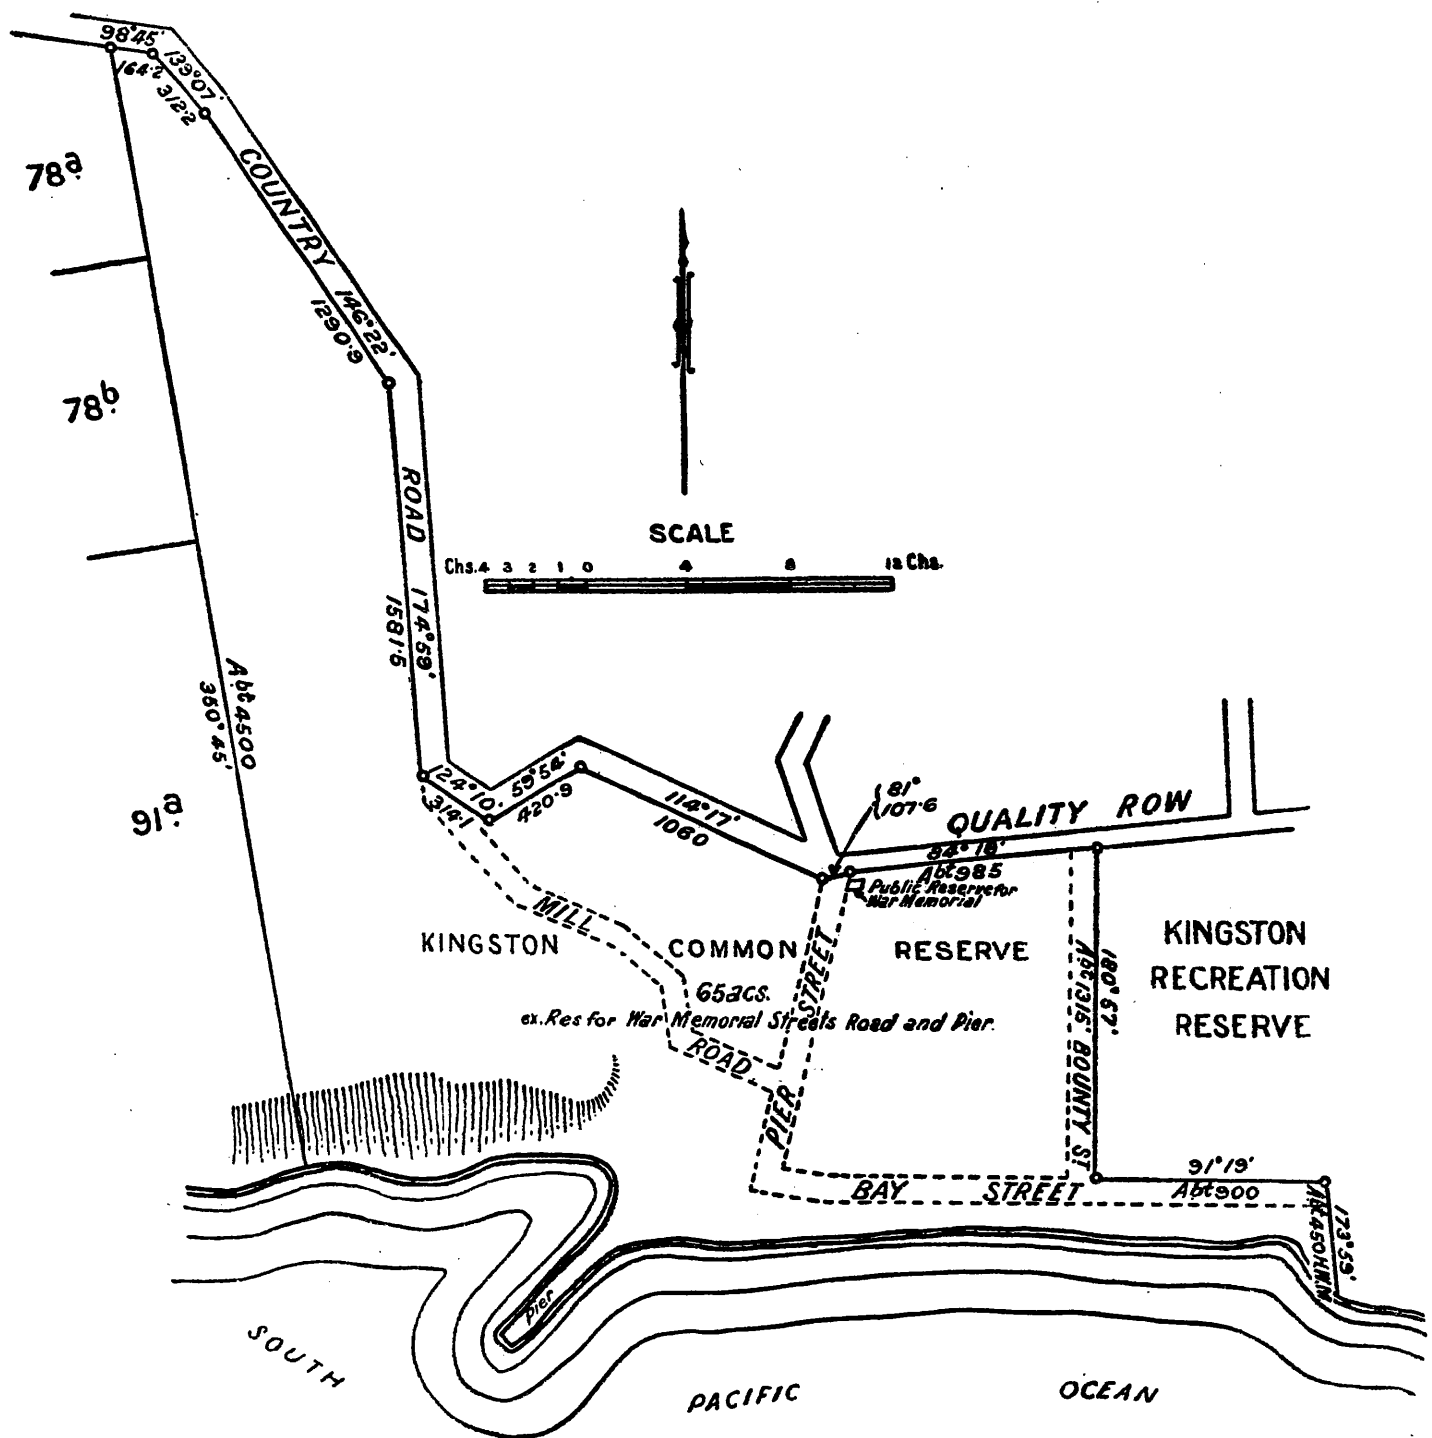 98°45'
164·2
139°07'
312·2
78a.
COUNTRY
146°22'
1290·9
78b.
ROAD
174°59'
1581·5
SCALE
Chs. 4 3 2 1 0 4 8 12 Chs.
Abt 4500
350°45'
91a.
124°10'
314·1
59°54'
420·9
114°17'
1060
81°
107·6
QUALITY ROW
84°18'
Abt 985
Public Reserve for
War Memorial
MILL
ROAD
KINGSTON COMMON RESERVE
65acs.
ex. Res for War Memorial Streets Road and Pier.
PIER STREET
180°57'
Abt 1315'
BOUNTY ST
KINGSTON
RECREATION
RESERVE
BAY STREET
91°19'
Abt 900
173°59'
Abt 450 H.W.M.
Pier
SOUTH PACIFIC OCEAN